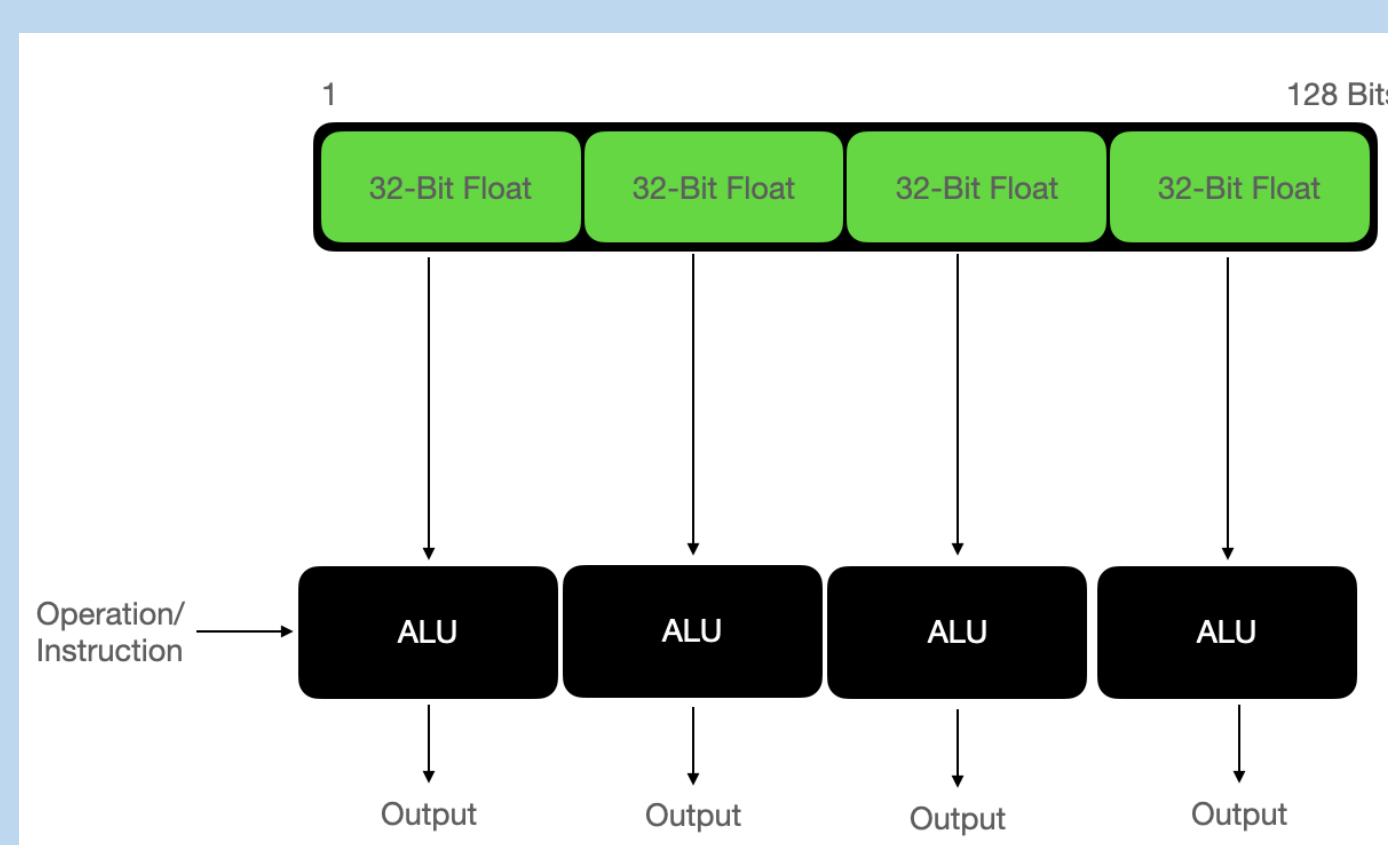 1
128 Bits
32-Bit Float
32-Bit Float
32-Bit Float
32-Bit Float
Operation/
Instruction
ALU
ALU
ALU
ALU
Output
Output
Output
Output